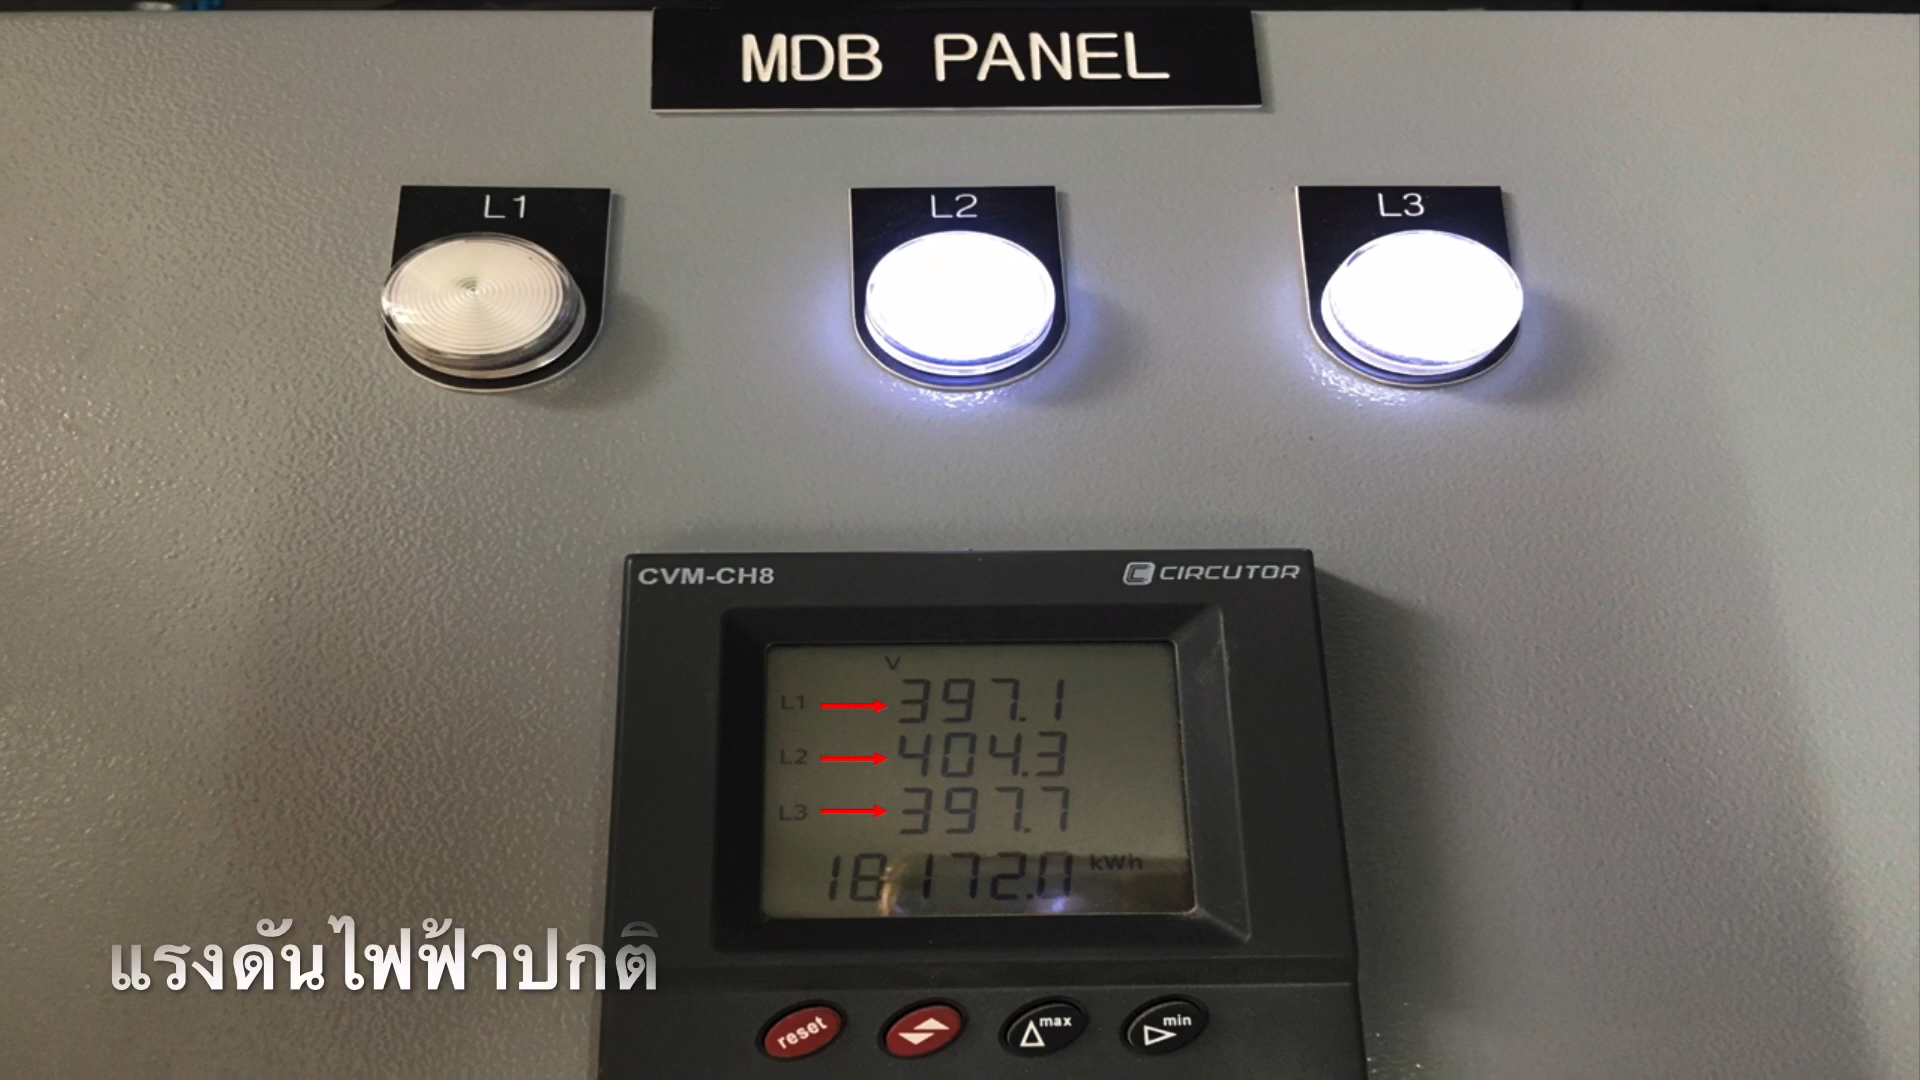 MDB PANEL
L1
L2
L3
CVM-CH8
CIRCUTOR
V
L1 397.1
L2 404.3
L3 397.7
18172.0 kWh
แรงดันไฟฟ้าปกติ
reset
max
min